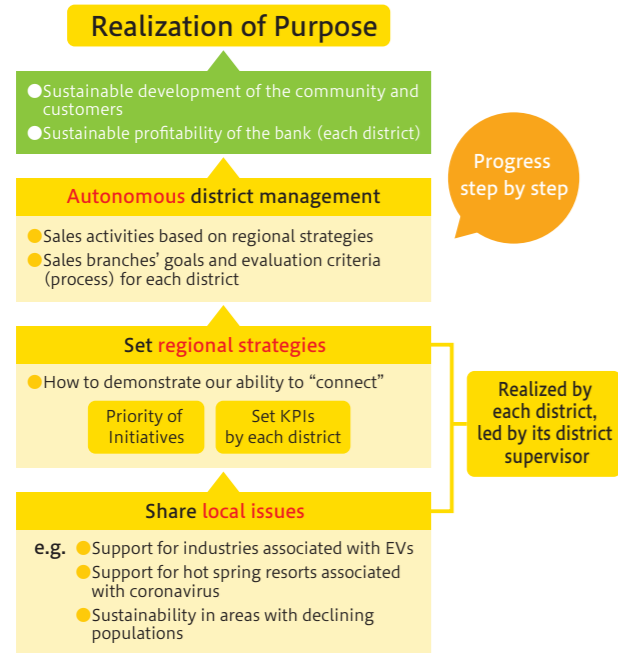 Realization of Purpose
●Sustainable development of the community and
customers
●Sustainable profitability of the bank (each district)
Progress
step by step
Autonomous district management
●Sales activities based on regional strategies
●Sales branches’ goals and evaluation criteria
(process) for each district
Set regional strategies
●How to demonstrate our ability to “connect”
Priority of
Initiatives
Set KPIs
by each district
Realized by
each district,
led by its district
supervisor
Share local issues
e.g. ●Support for industries associated with EVs
●Support for hot spring resorts associated
with coronavirus
●Sustainability in areas with declining
populations